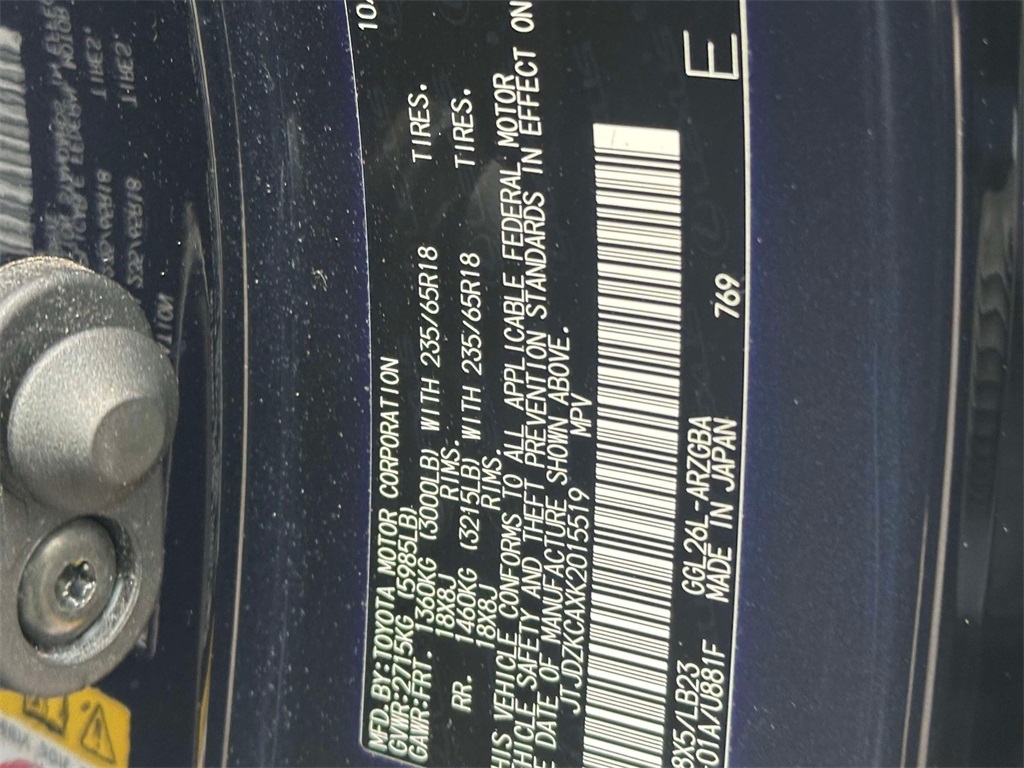 10
MFD.BY:TOYOTA MOTOR CORPORATION
GVWR:2715KG (5985LB)
GAWR:FRT. 1360KG (3000LB) WITH 235/65R18 TIRES.
18X8J RIMS.
RR. 1460KG (3215LB) WITH 235/65R18 TIRES.
18X8J RIMS.
HIS VEHICLE CONFORMS TO ALL APPLICABLE FEDERAL MOTOR
EHICLE SAFETY AND THEFT PREVENTION STANDARDS IN EFFECT ON
E DATE OF MANUFACTURE SHOWN ABOVE.
JTJDZKCAXK2015519 MPV
8X5/LB23 GGL26L-ARZGBA
01A/U881F MADE IN JAPAN 769
E